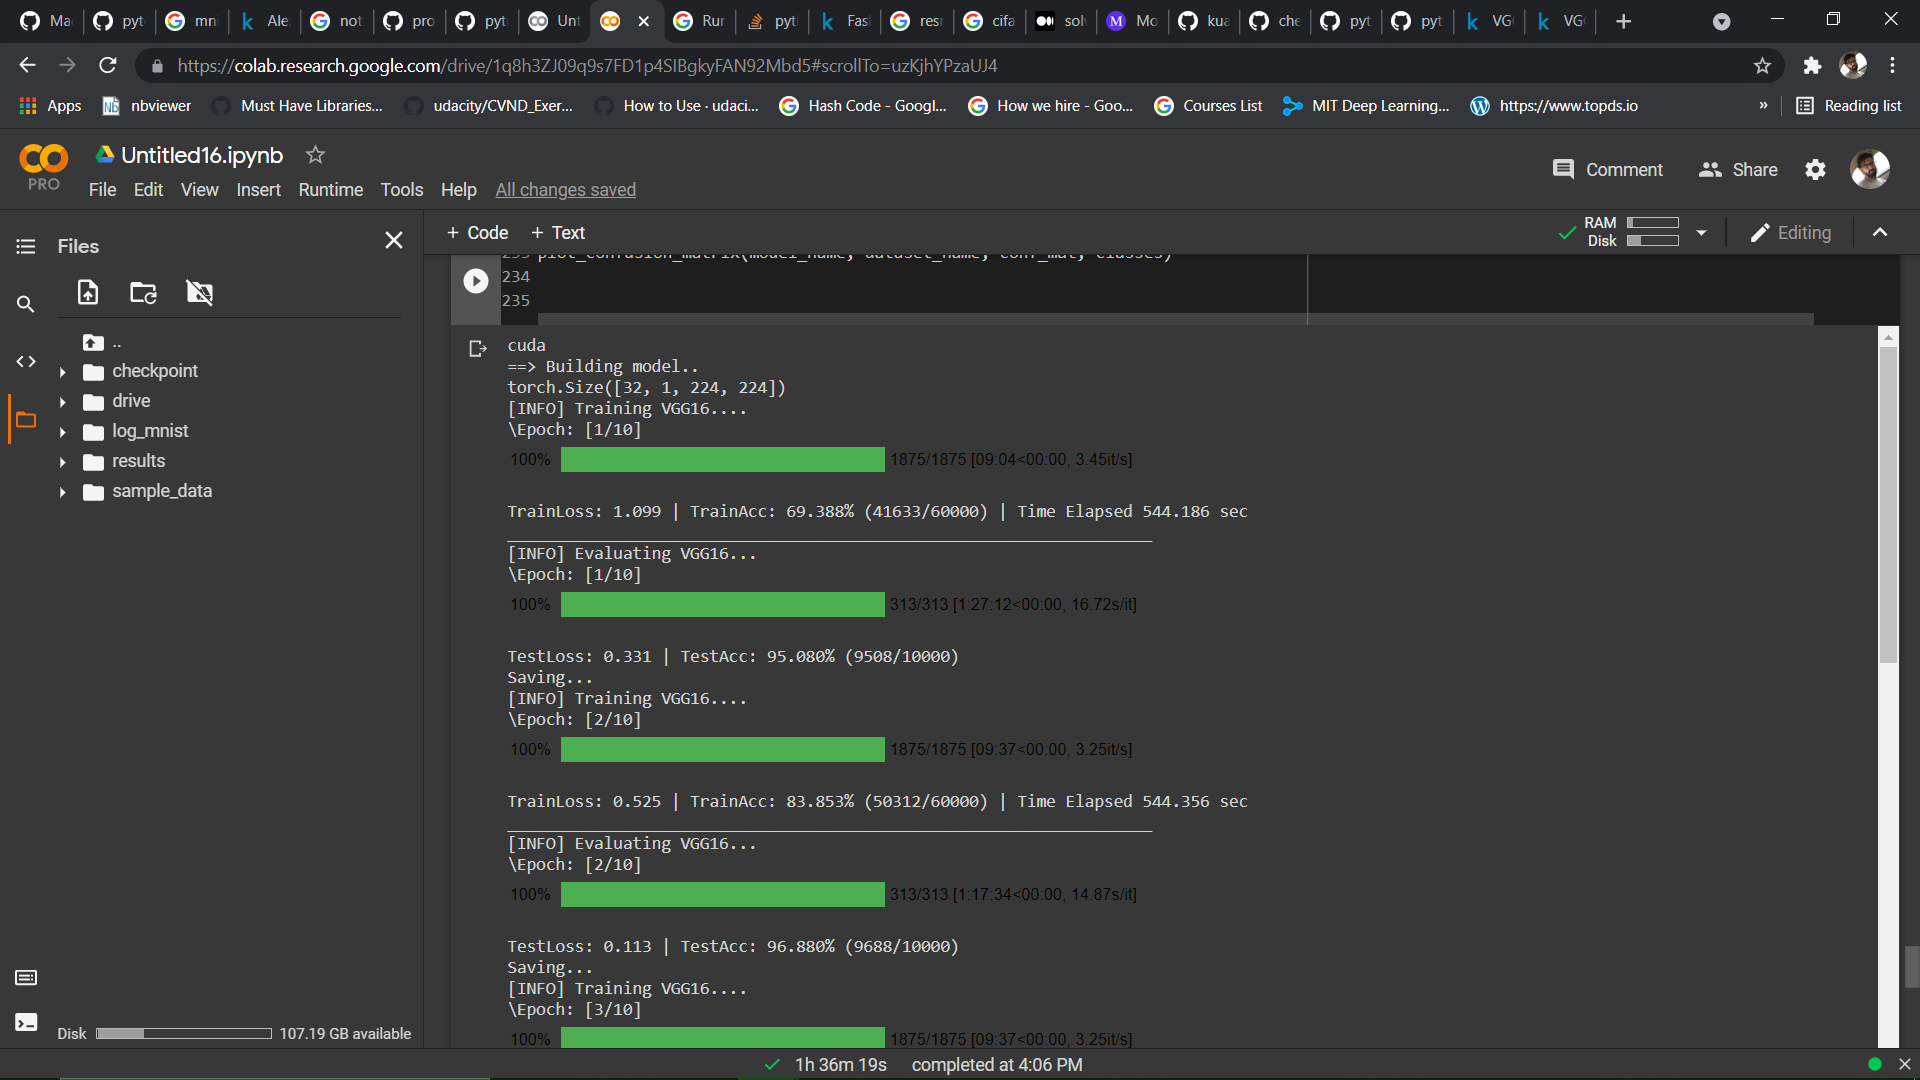 Ma
pyt
mni
Ale
not
pro
pyt
Unt
Rur
pyt
Fas
resr
cifa
solv
Mo
kua
che
pyt
pyt
VG
VG
https://colab.research.google.com/drive/1q8h3ZJ09q9s7FD1p4SIBgkyFAN92Mbd5#scrollTo=uzKjhYPzaUJ4
Apps
nbviewer
Must Have Libraries...
udacity/CVND_Exer...
How to Use · udaci...
Hash Code - Googl...
How we hire - Goo...
Courses List
MIT Deep Learning...
https://www.topds.io
»
Reading list
PRO
Untitled16.ipynb
File Edit View Insert Runtime Tools Help All changes saved
Comment
Share
Files
+ Code + Text
RAM
Disk
Editing
..
checkpoint
drive
log_mnist
results
sample_data
Disk 107.19 GB available
233 plot_confusion_matrix(model_name, dataset_name, conf_mat, classes)
234
235
cuda
==> Building model..
torch.Size([32, 1, 224, 224])
[INFO] Training VGG16....
\Epoch: [1/10]
100% 1875/1875 [09:04<00:00, 3.45it/s]
TrainLoss: 1.099 | TrainAcc: 69.388% (41633/60000) | Time Elapsed 544.186 sec
[INFO] Evaluating VGG16...
\Epoch: [1/10]
100% 313/313 [1:27:12<00:00, 16.72s/it]
TestLoss: 0.331 | TestAcc: 95.080% (9508/10000)
Saving...
[INFO] Training VGG16....
\Epoch: [2/10]
100% 1875/1875 [09:37<00:00, 3.25it/s]
TrainLoss: 0.525 | TrainAcc: 83.853% (50312/60000) | Time Elapsed 544.356 sec
[INFO] Evaluating VGG16...
\Epoch: [2/10]
100% 313/313 [1:17:34<00:00, 14.87s/it]
TestLoss: 0.113 | TestAcc: 96.880% (9688/10000)
Saving...
[INFO] Training VGG16....
\Epoch: [3/10]
100% 1875/1875 [09:37<00:00, 3.25it/s]
1h 36m 19s completed at 4:06 PM